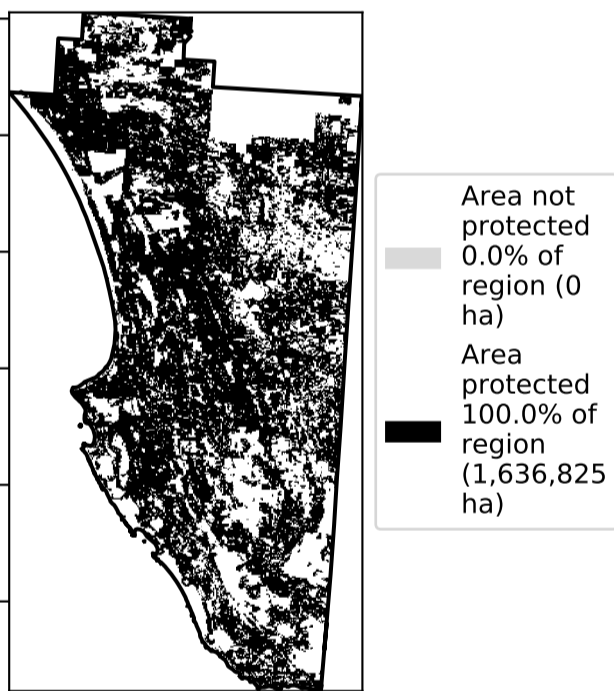 Area not
protected
0.0% of
region (0
ha)
Area
protected
100.0% of
region
(1,636,825
ha)